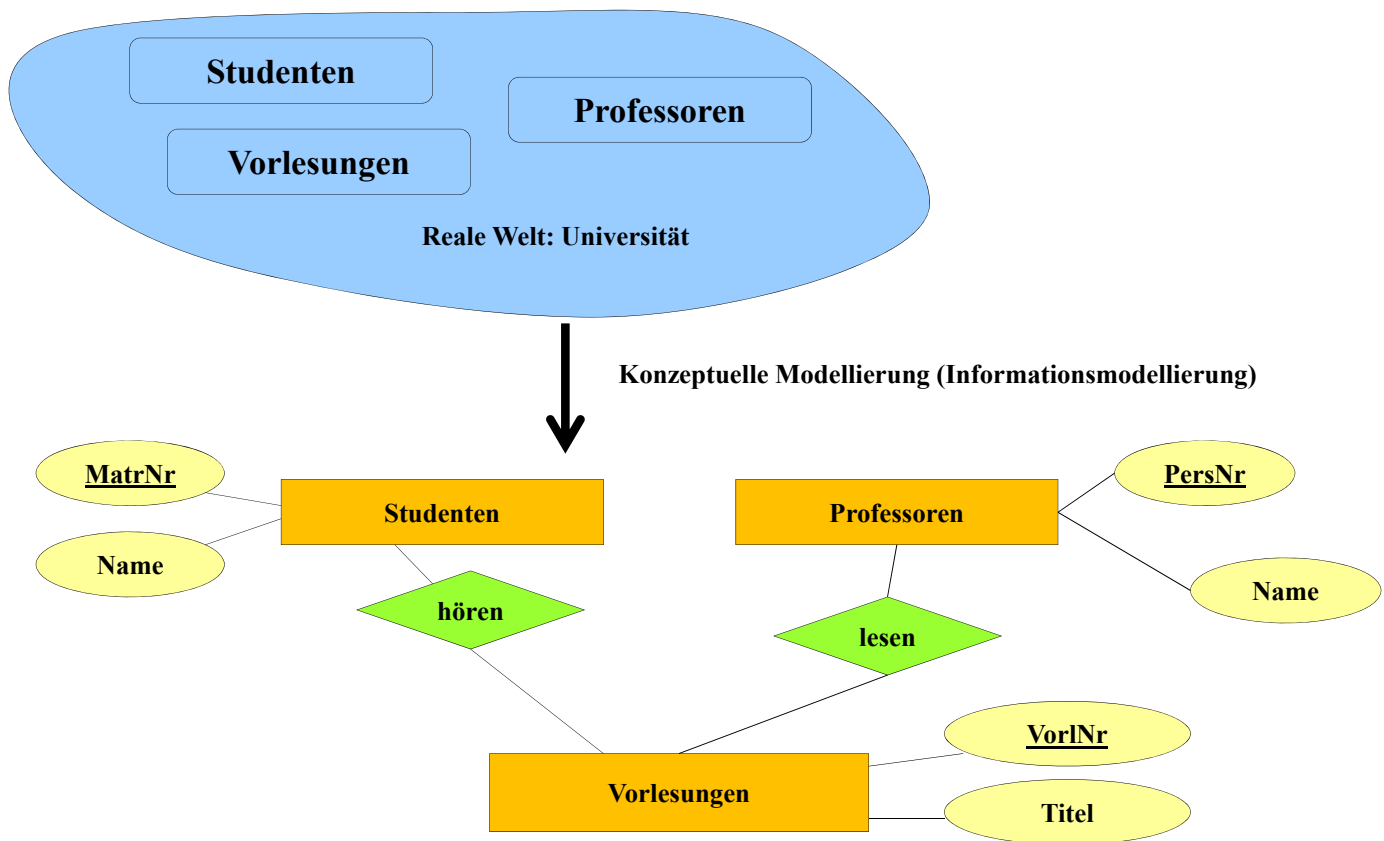 Studenten
Professoren
Vorlesungen
Reale Welt: Universität
Konzeptuelle Modellierung (Informationsmodellierung)
MatrNr
PersNr
Studenten
Professoren
Name
Name
hören
lesen
VorlNr
Vorlesungen
Titel